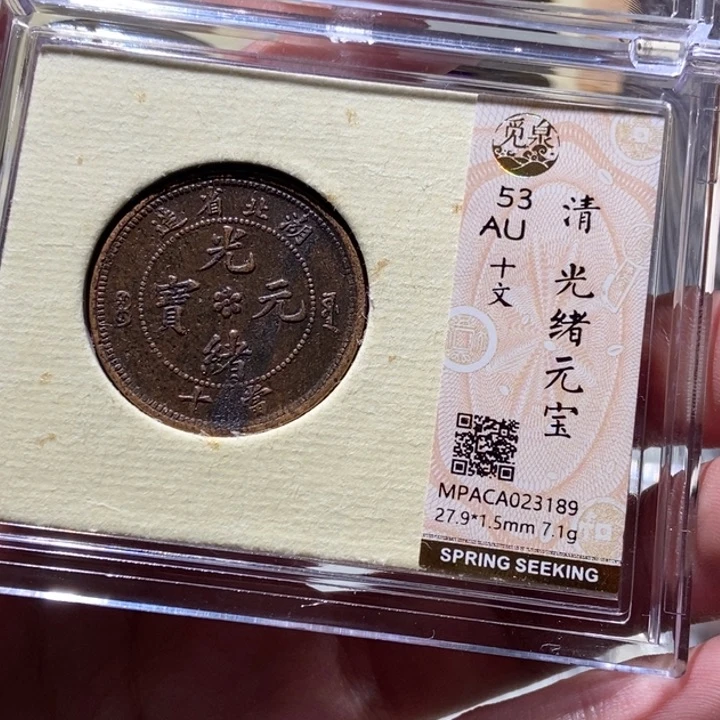 湖北省造
光緒元寶
當十
觅泉
53
AU
十文
清 光绪元宝
MPACA023189
27.9*1.5mm 7.1g
SPRING SEEKING